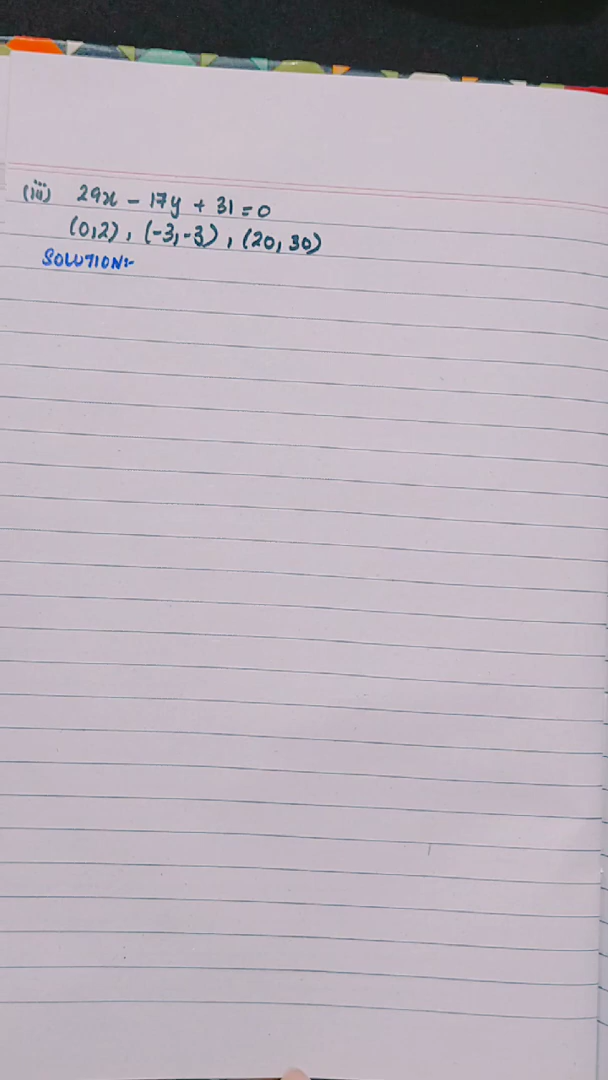 (iii) 29x - 17y + 31 = 0
(0,2), (-3,-3), (20, 30)
SOLUTION:-